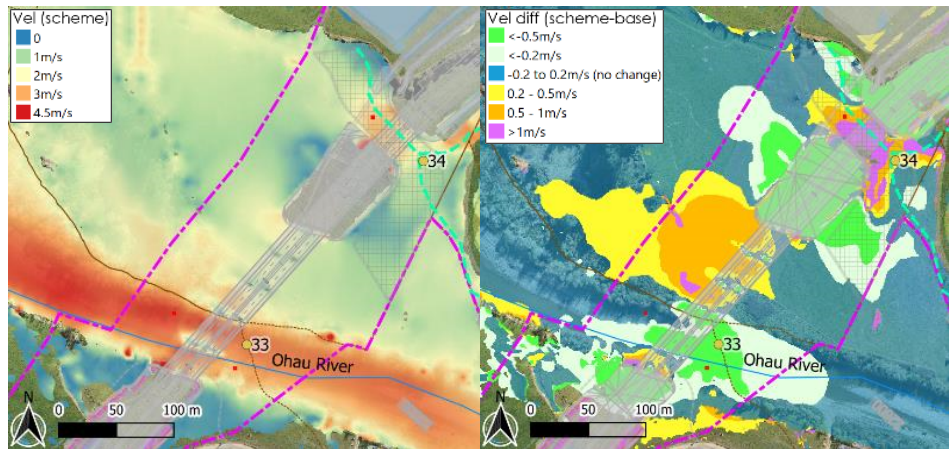 Vel (scheme)
0
1m/s
2m/s
3m/s
4.5m/s
34
33
Ohau River
N
0 50 100 m
Vel diff (scheme-base)
<-0.5m/s
<-0.2m/s
-0.2 to 0.2m/s (no change)
0.2 - 0.5m/s
0.5 - 1m/s
>1m/s
34
33
Ohau River
N
0 50 100 m